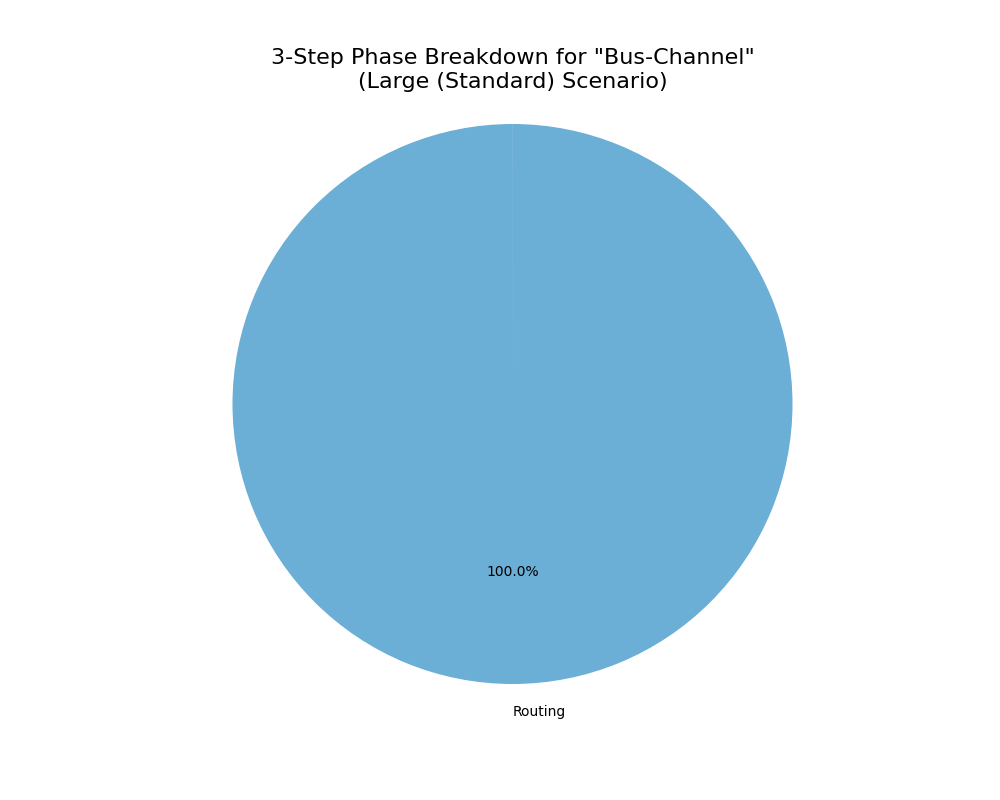 3-Step Phase Breakdown for "Bus-Channel"
(Large (Standard) Scenario)
100.0%
Routing